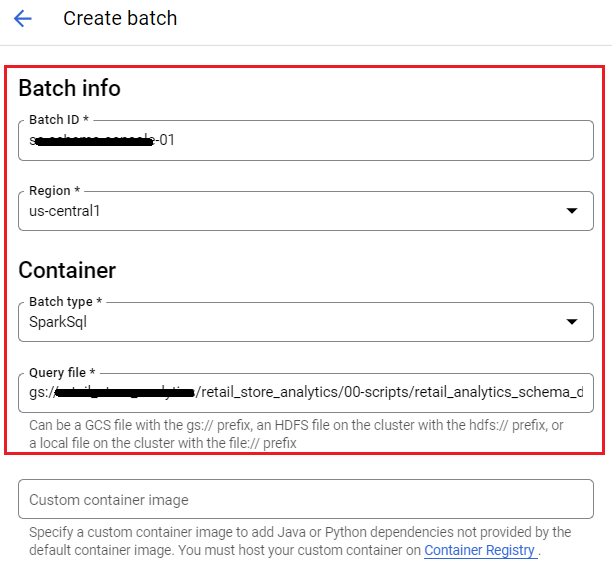 Create batch
Batch info
Batch ID *
-01
Region *
us-central1
Container
Batch type *
SparkSql
Query file *
gs:// /retail_store_analytics/00-scripts/retail_analytics_schema_d
Can be a GCS file with the gs:// prefix, an HDFS file on the cluster with the hdfs:// prefix, or
a local file on the cluster with the file:// prefix
Custom container image
Specify a custom container image to add Java or Python dependencies not provided by the
default container image. You must host your custom container on Container Registry .